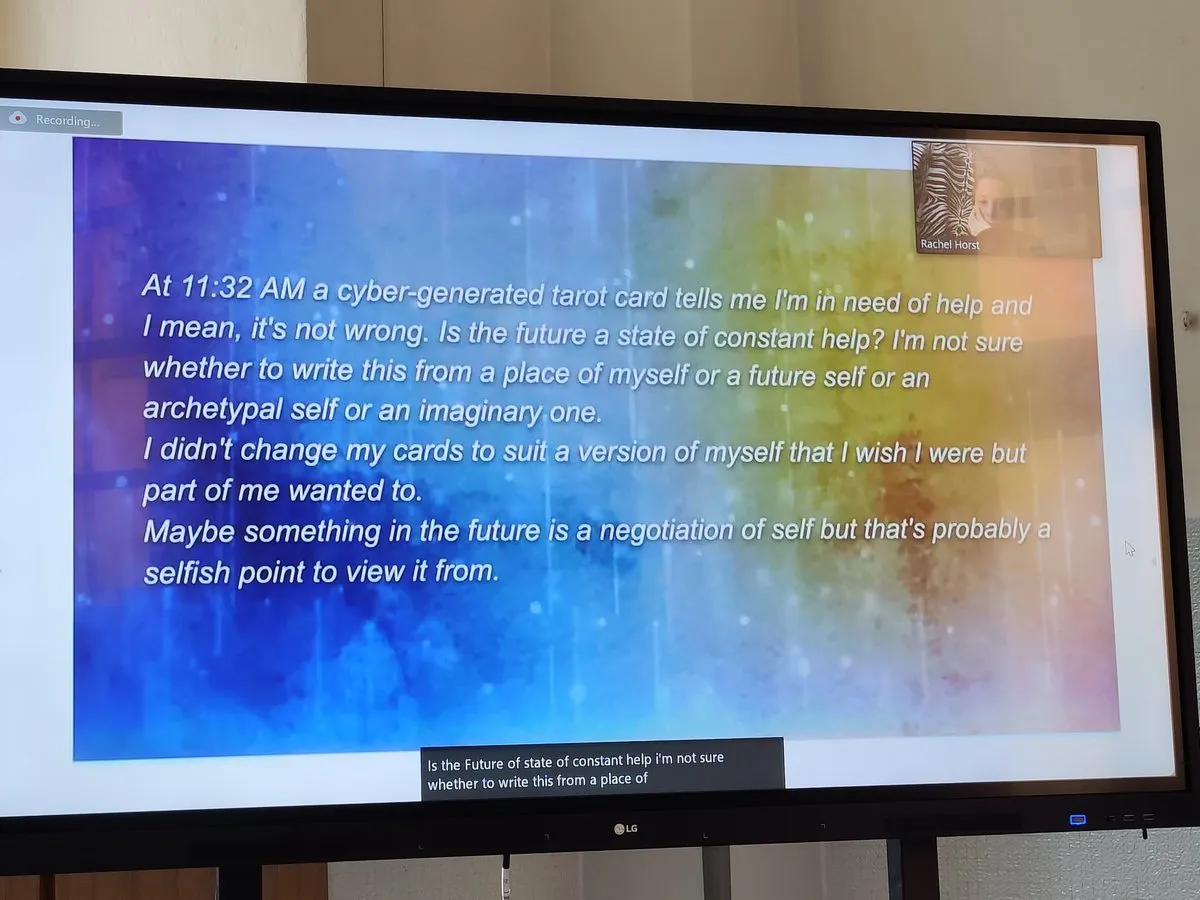 Recording...
Rachel Horst
At 11:32 AM a cyber-generated tarot card tells me I'm in need of help and
I mean, it's not wrong. Is the future a state of constant help? I'm not sure
whether to write this from a place of myself or a future self or an
archetypal self or an imaginary one.
I didn't change my cards to suit a version of myself that I wish I were but
part of me wanted to.
Maybe something in the future is a negotiation of self but that's probably a
selfish point to view it from.
Is the Future of state of constant help i'm not sure
whether to write this from a place of
LG